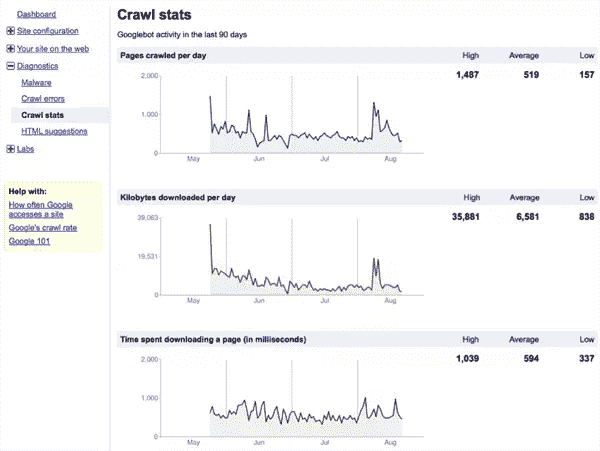 Dashboard
Site configuration
Your site on the web
Diagnostics
Malware
Crawl errors
Crawl stats
HTML suggestions
Labs
Help with:
How often Google
accesses a site
Google's crawl rate
Google 101
Crawl stats
Googlebot activity in the last 90 days
Pages crawled per day High Average Low
1,487 519 157
2,000
1,000
0
May Jun Jul Aug
Kilobytes downloaded per day High Average Low
35,881 6,581 838
39,063
19,531
0
May Jun Jul Aug
Time spent downloading a page (in milliseconds) High Average Low
1,039 594 337
2,000
1,000
0
May Jun Jul Aug